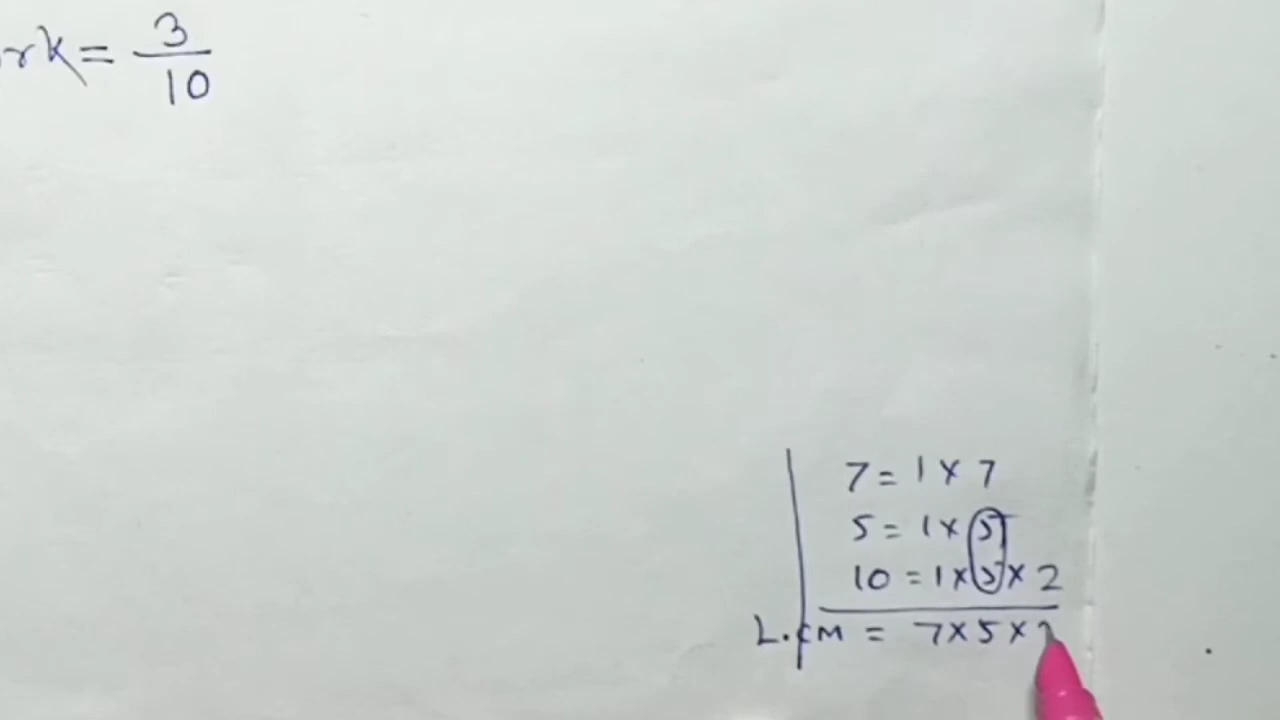 rk = 3/10
7 = 1 × 7
5 = 1 × 5
10 = 1 × 5 × 2
L.CM = 7 × 5 ×